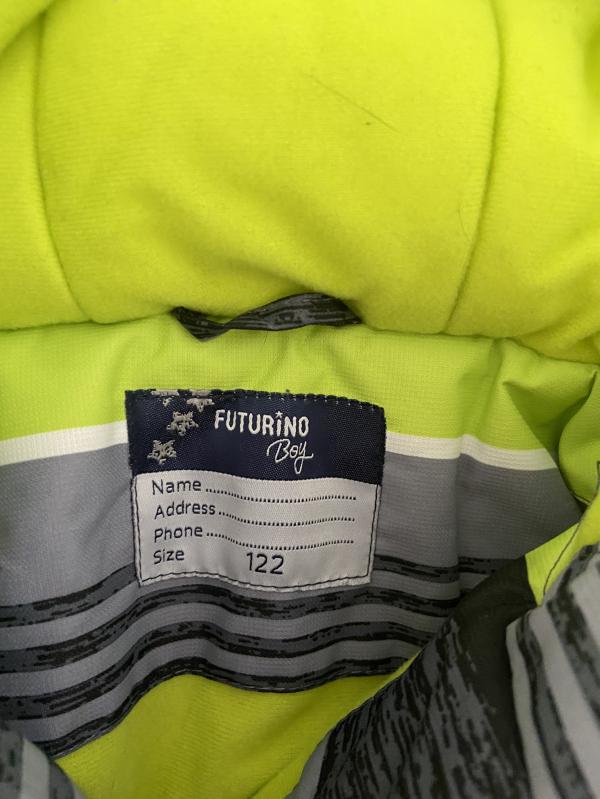 FUTURINO
Boy
Name
Address
Phone
Size 122